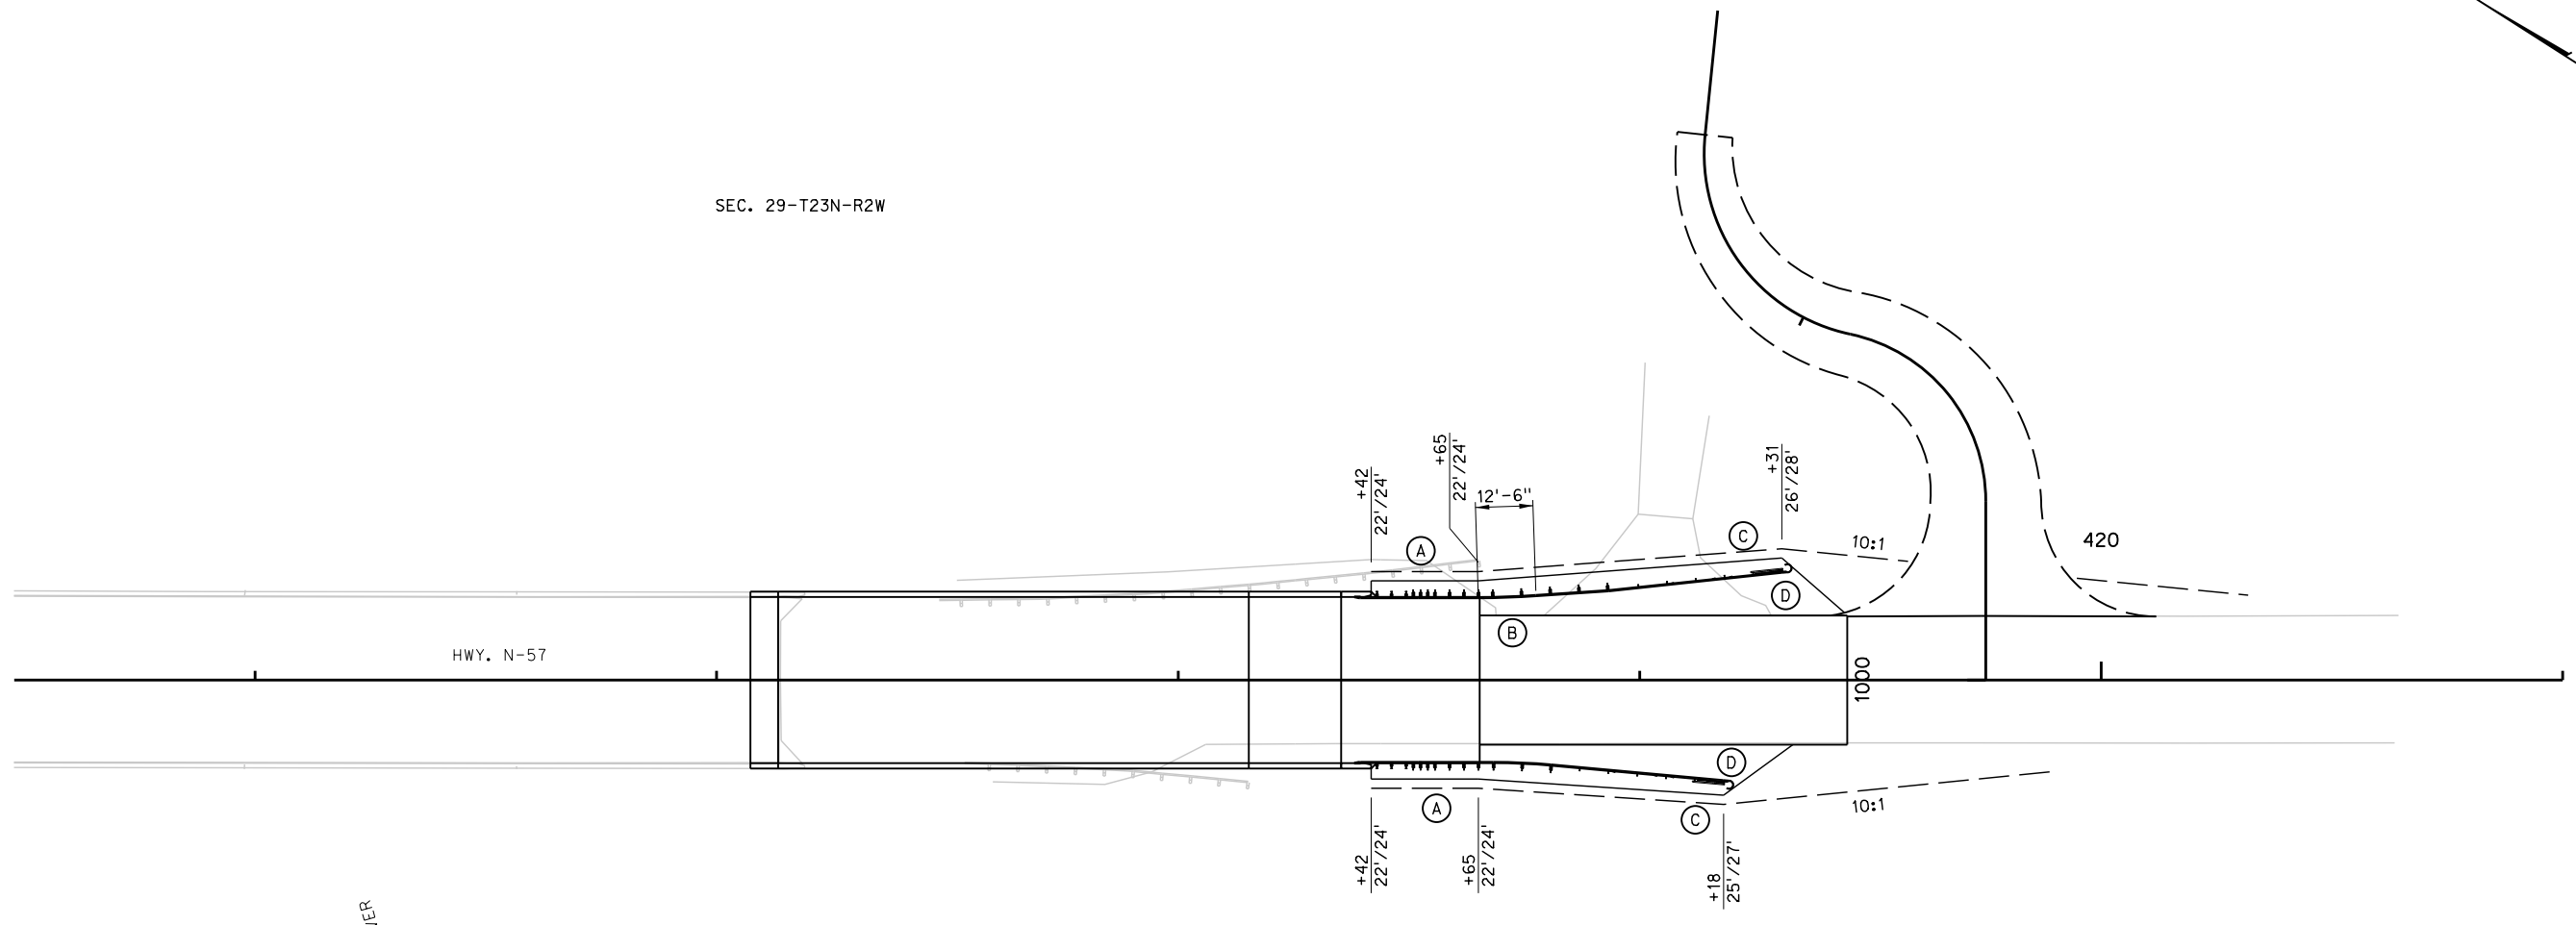 SEC. 29-T23N-R2W
+42
22'/24'
+65
22'/24'
12'-6"
+31
26'/28'
A
C
10:1
420
D
B
HWY. N-57
1000
D
A
C
10:1
+42
22'/24'
+65
22'/24'
+18
25'/27'